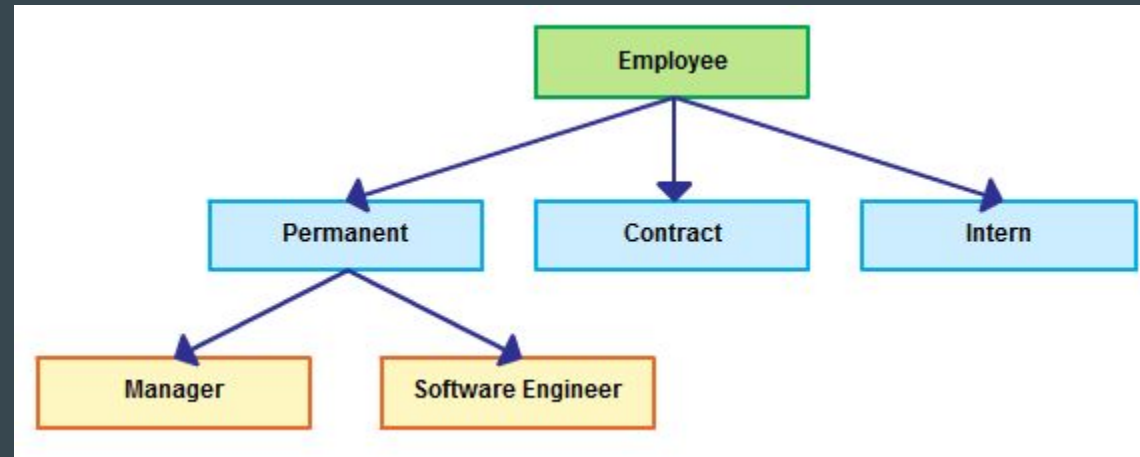 Employee
Permanent
Contract
Intern
Manager
Software Engineer